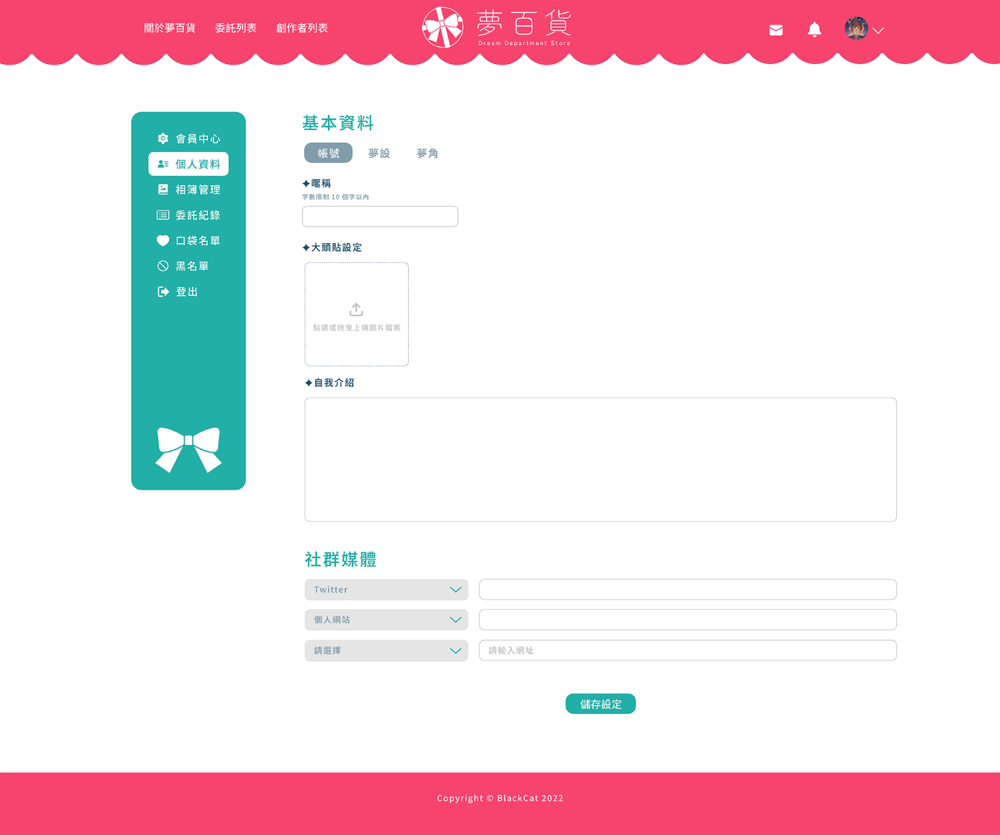 關於夢百貨
委託列表
創作者列表
夢百貨
Dream Department Store
會員中心
個人資料
相簿管理
委託紀錄
口袋名單
黑名單
登出
基本資料
帳號
夢設
夢角
✦暱稱
字數限制 10 個字以內
✦大頭貼設定
點選或拖曳上傳圖片檔案
✦自我介紹
社群媒體
Twitter
個人網站
請選擇
請輸入網址
儲存設定
Copyright © BlackCat 2022